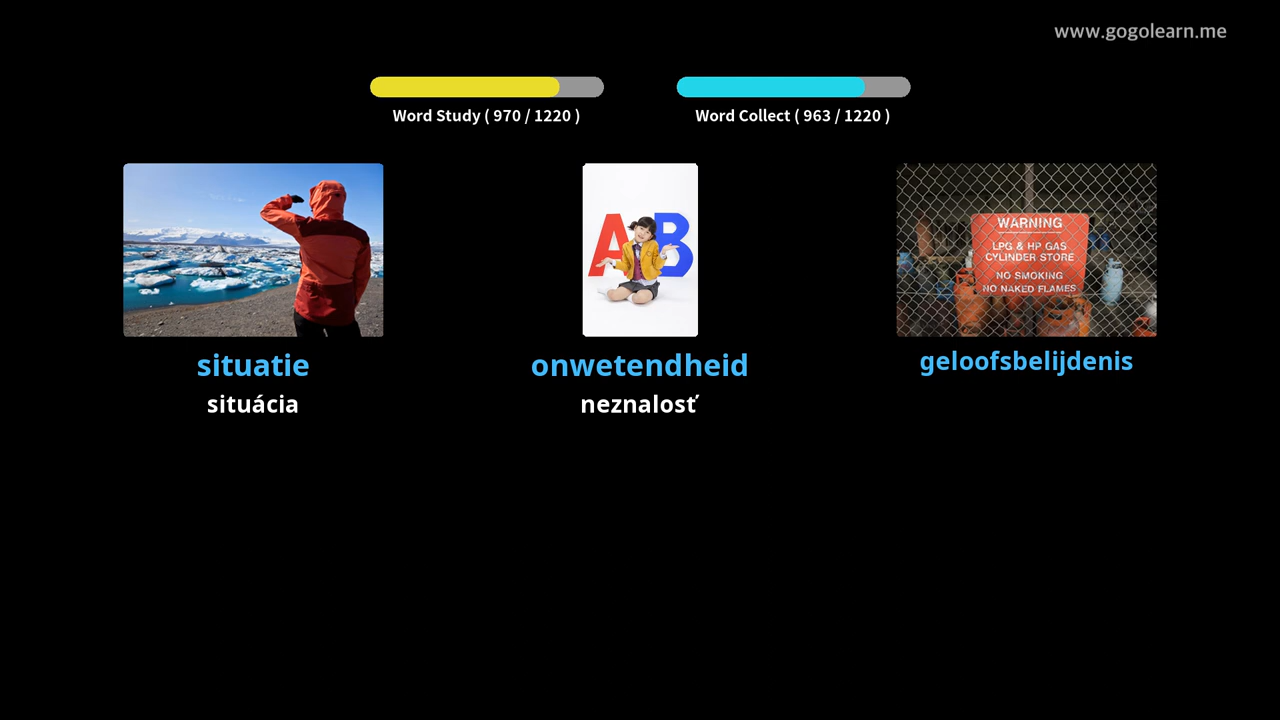 www.gogolearn.me
Word Study ( 970 / 1220 )
Word Collect ( 963 / 1220 )
A B
WARNING
LPG & HP GAS
CYLINDER STORE
NO SMOKING
NO NAKED FLAMES
situatie
onwetendheid
geloofsbelijdenis
situácia
neznalosť